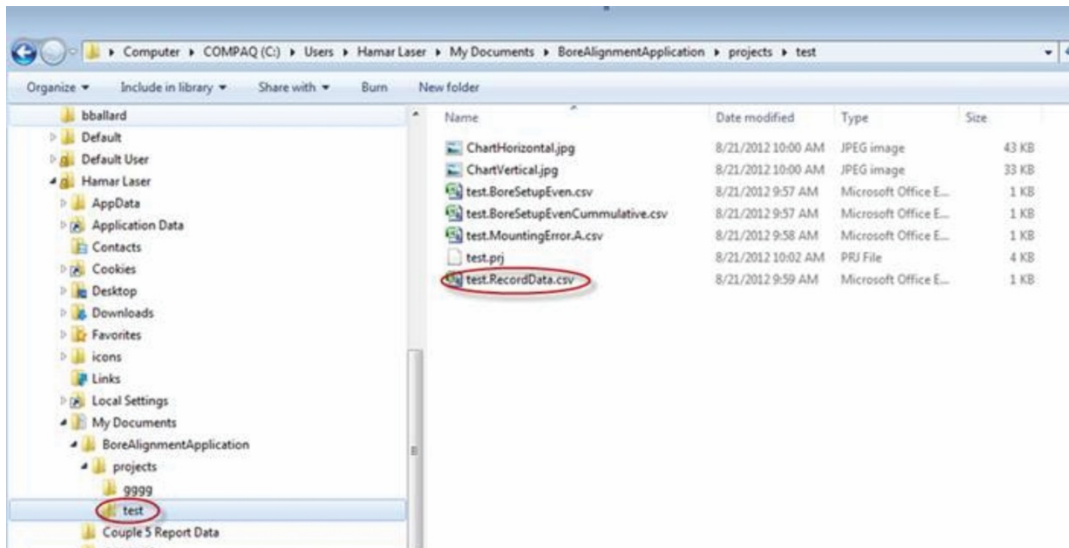 Computer COMPAQ (C:) Users Hamar Laser My Documents BoreAlignmentApplication projects test
Organize Include in library Share with Burn New folder
bballard
Default
Default User
Hamar Laser
AppData
Application Data
Contacts
Cookies
Desktop
Downloads
Favorites
icons
Links
Local Settings
My Documents
BoreAlignmentApplication
projects
gggg
test
Couple 5 Report Data
Name Date modified Type Size
ChartHorizontal.jpg 8/21/2012 10:00 AM JPEG image 43 KB
ChartVertical.jpg 8/21/2012 10:00 AM JPEG image 33 KB
test.BoreSetupEven.csv 8/21/2012 9:57 AM Microsoft Office E... 1 KB
test.BoreSetupEvenCummulative.csv 8/21/2012 9:57 AM Microsoft Office E... 1 KB
test.MountingError.A.csv 8/21/2012 9:58 AM Microsoft Office E... 1 KB
test.prj 8/21/2012 10:02 AM PRJ File 4 KB
test.RecordData.csv 8/21/2012 9:59 AM Microsoft Office E... 1 KB